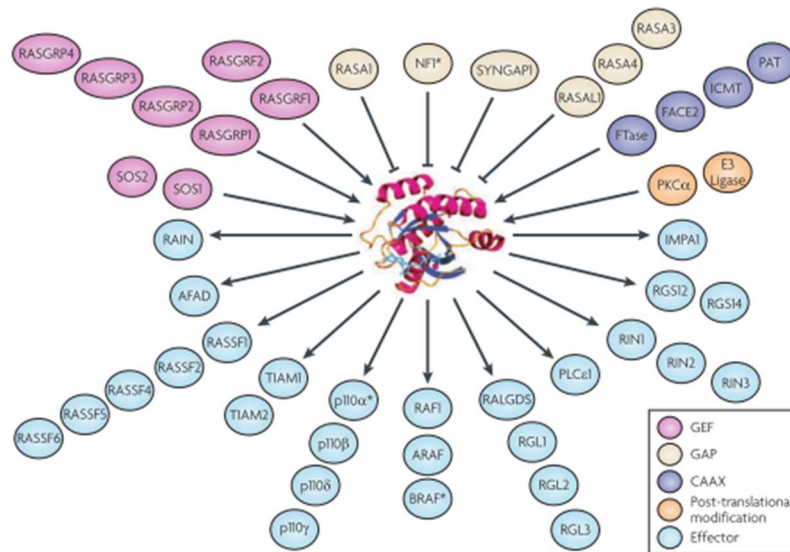 RASGRP4
RASGRP3
RASGRP2
RASGRP1
RASGRF2
RASGRF1
RASA1
NF1*
SYNGAP1
RASA3
RASA4
RASAL1
PAT
ICMT
FACE2
FTase
SOS2
SOS1
E3
Ligase
PKCα
RAIN
IMPA1
AFAD
RGS12
RGS14
RASSF1
RASSF2
RASSF4
RASSF5
RASSF6
TIAM1
TIAM2
p110α*
p110β
p110δ
p110γ
RAF1
ARAF
BRAF*
RALGDS
RGL1
RGL2
RGL3
PLCε1
RIN1
RIN2
RIN3
GEF
GAP
CAAX
Post-translational
modification
Effector